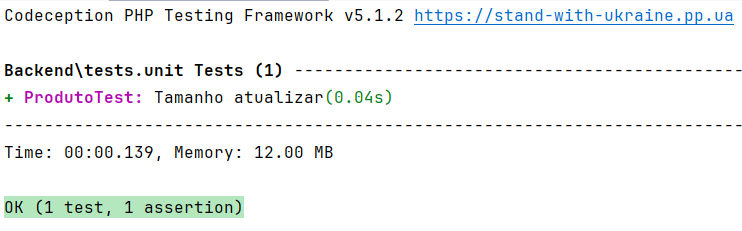 Codeception PHP Testing Framework v5.1.2 https://stand-with-ukraine.pp.ua
Backend\tests.unit Tests (1) ---------------------------------------------
+ ProdutoTest: Tamanho atualizar(0.04s)
--------------------------------------------------------------------------
Time: 00:00.139, Memory: 12.00 MB
OK (1 test, 1 assertion)